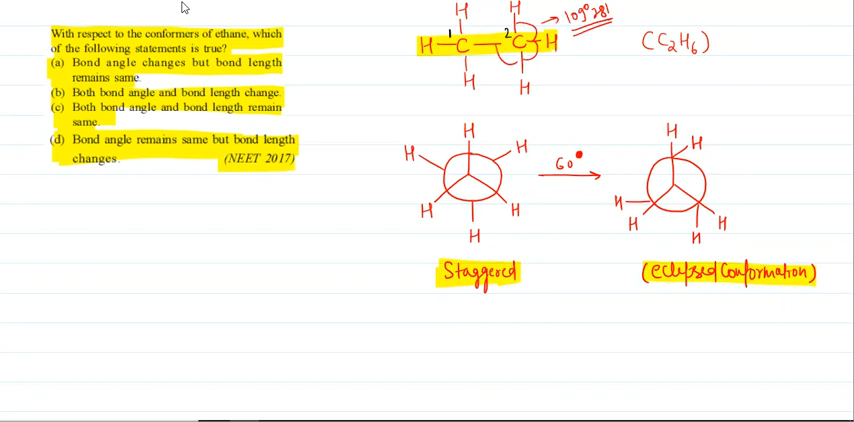 With respect to the conformers of ethane, which
of the following statements is true?
(a) Bond angle changes but bond length
remains same.
(b) Both bond angle and bond length change.
(c) Both bond angle and bond length remain
same.
(d) Bond angle remains same but bond length
changes. (NEET 2017)
H H 109°28'
1 2
H-C-C-H (C2H6)
H H
H
H H
60°
H H
H
Staggered
H
H
H
H H
H
(eclipsed Conformation)